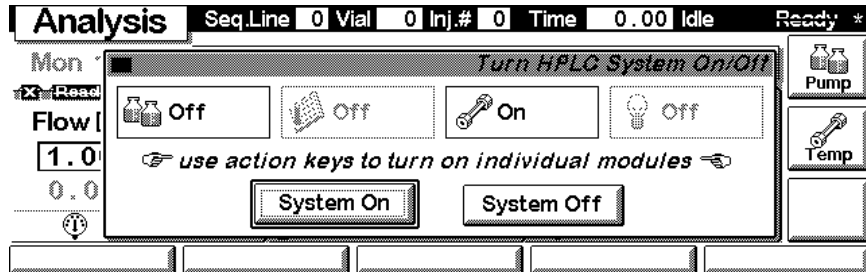 Analysis Seq.Line 0 Vial 0 Inj.# 0 Time 0.00 Idle Ready *
Mon
Turn HPLC System On/Off
X Read
Flow [
1.0
0.0
Off Off On Off
use action keys to turn on individual modules
System On System Off
Pump
Temp